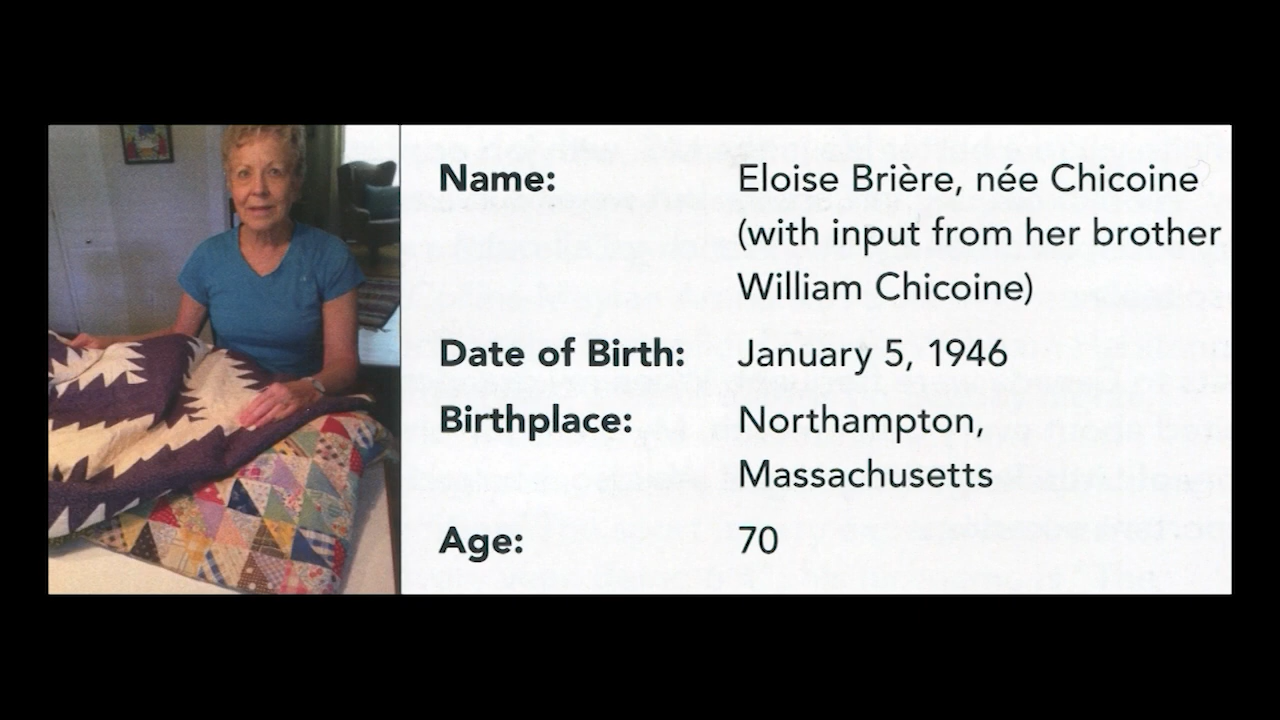 Name: Eloise Brière, née Chicoine
(with input from her brother
William Chicoine)
Date of Birth: January 5, 1946
Birthplace: Northampton,
Massachusetts
Age: 70